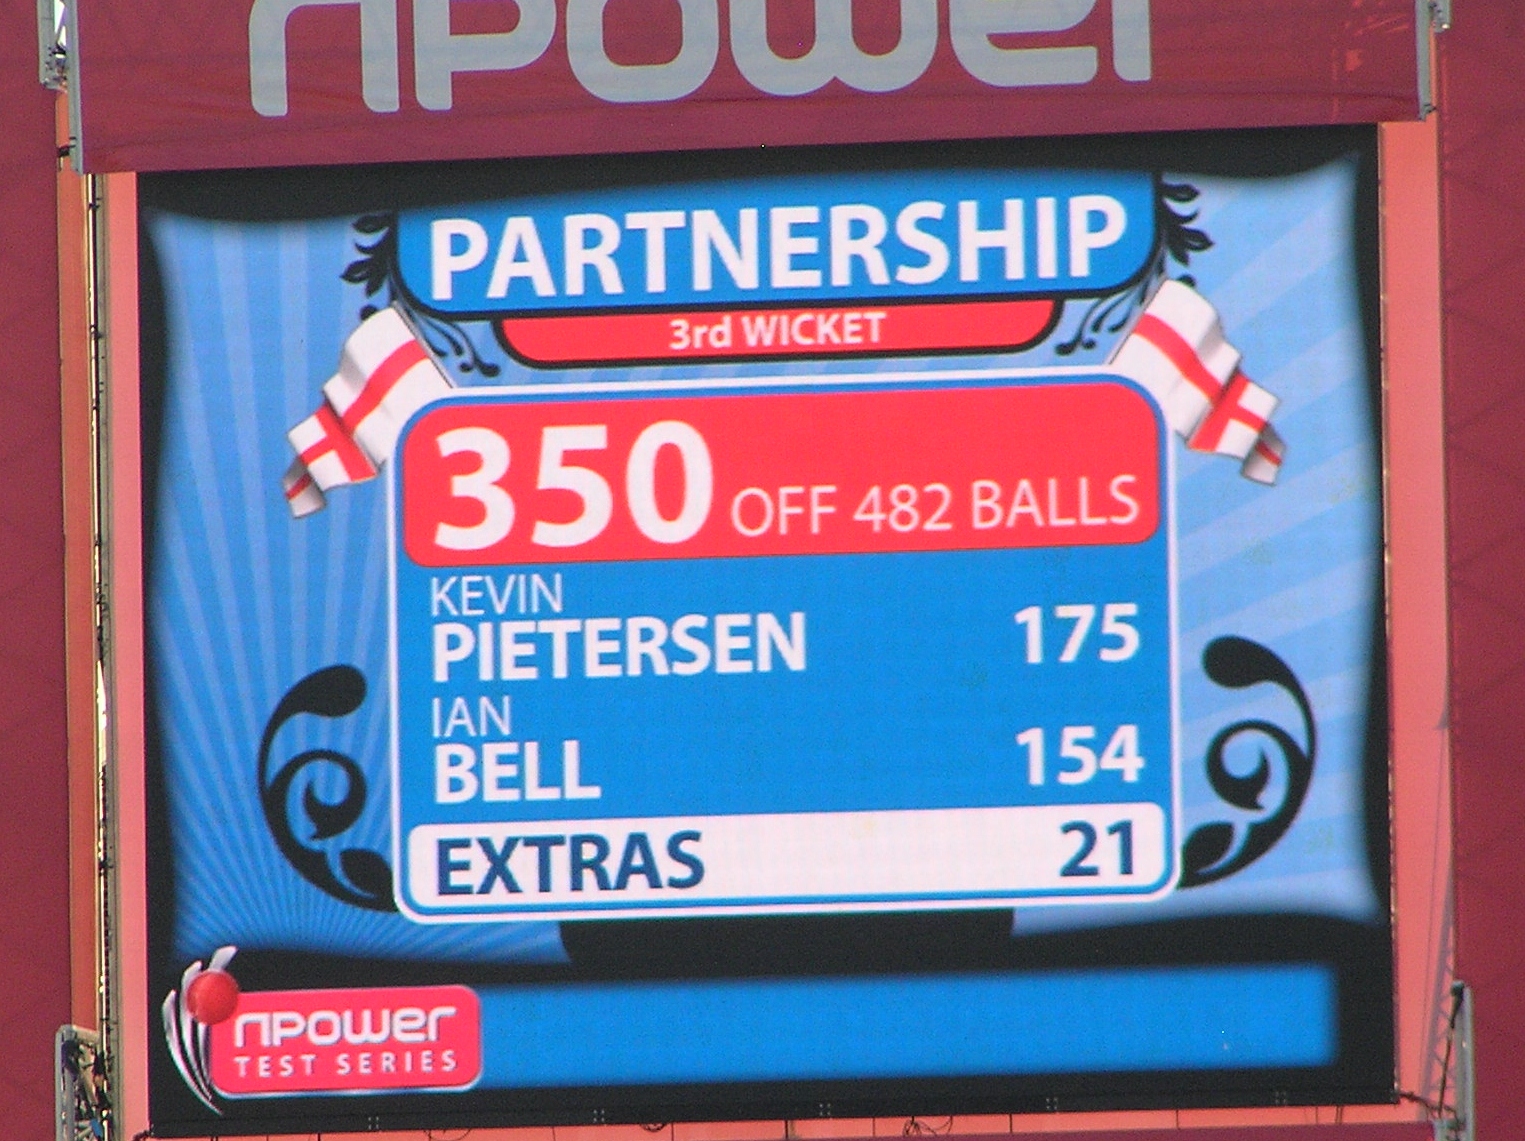 npower
PARTNERSHIP
3rd WICKET
350 OFF 482 BALLS
KEVIN
PIETERSEN 175
IAN
BELL 154
EXTRAS 21
npower
TEST SERIES